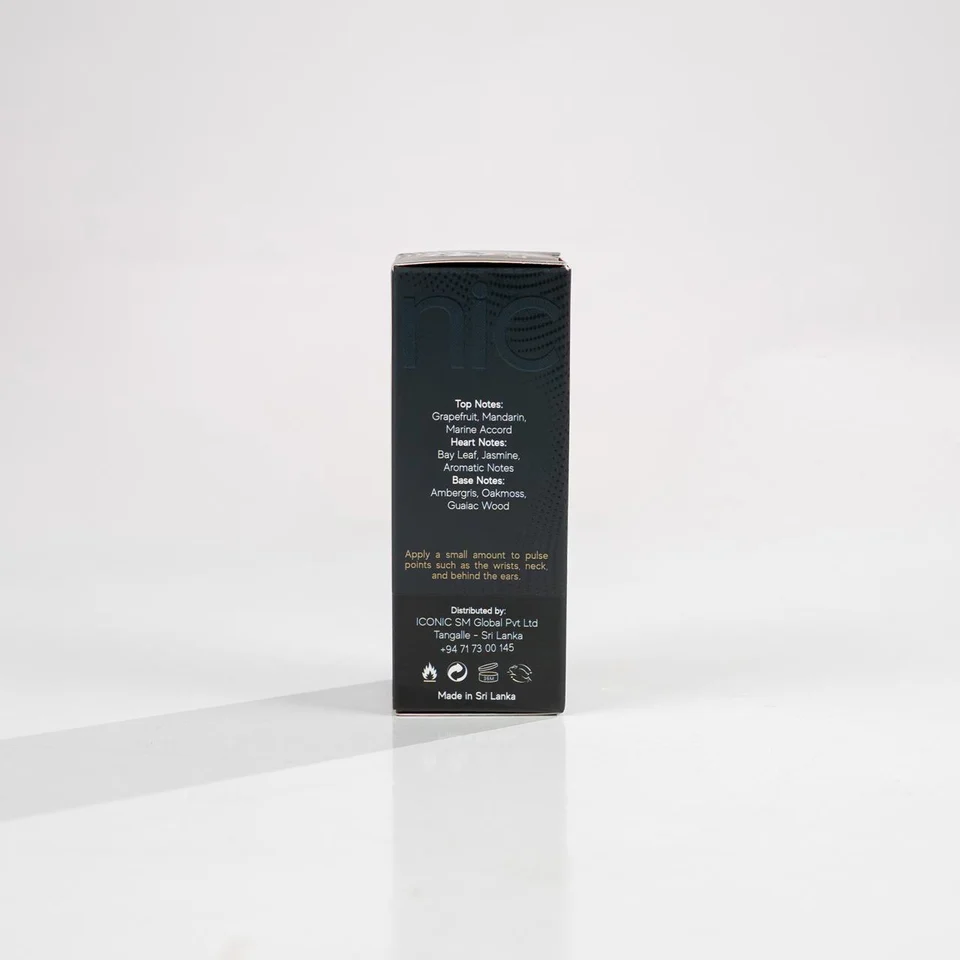 nic
Top Notes:
Grapefruit, Mandarin,
Marine Accord
Heart Notes:
Bay Leaf, Jasmine,
Aromatic Notes
Base Notes:
Ambergris, Oakmoss,
Guaiac Wood
Apply a small amount to pulse
points such as the wrists, neck,
and behind the ears.
Distributed by:
ICONIC SM Global Pvt Ltd
Tangalle - Sri Lanka
+94 71 73 00 145
Made in Sri Lanka